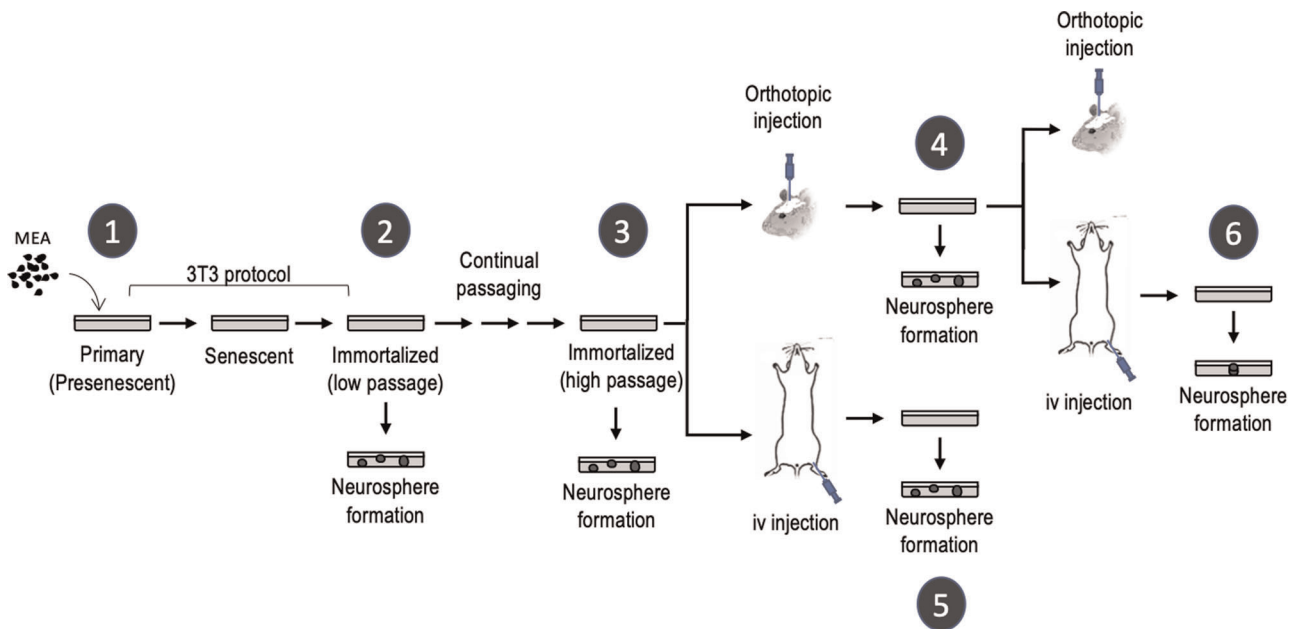 MEA
1
3T3 protocol
Primary
(Presenescent)
Senescent
2
Immortalized
(low passage)
Neurosphere
formation
Continual
passaging
3
Immortalized
(high passage)
Neurosphere
formation
Orthotopic
injection
iv injection
4
Neurosphere
formation
Neurosphere
formation
5
Orthotopic
injection
iv injection
6
Neurosphere
formation